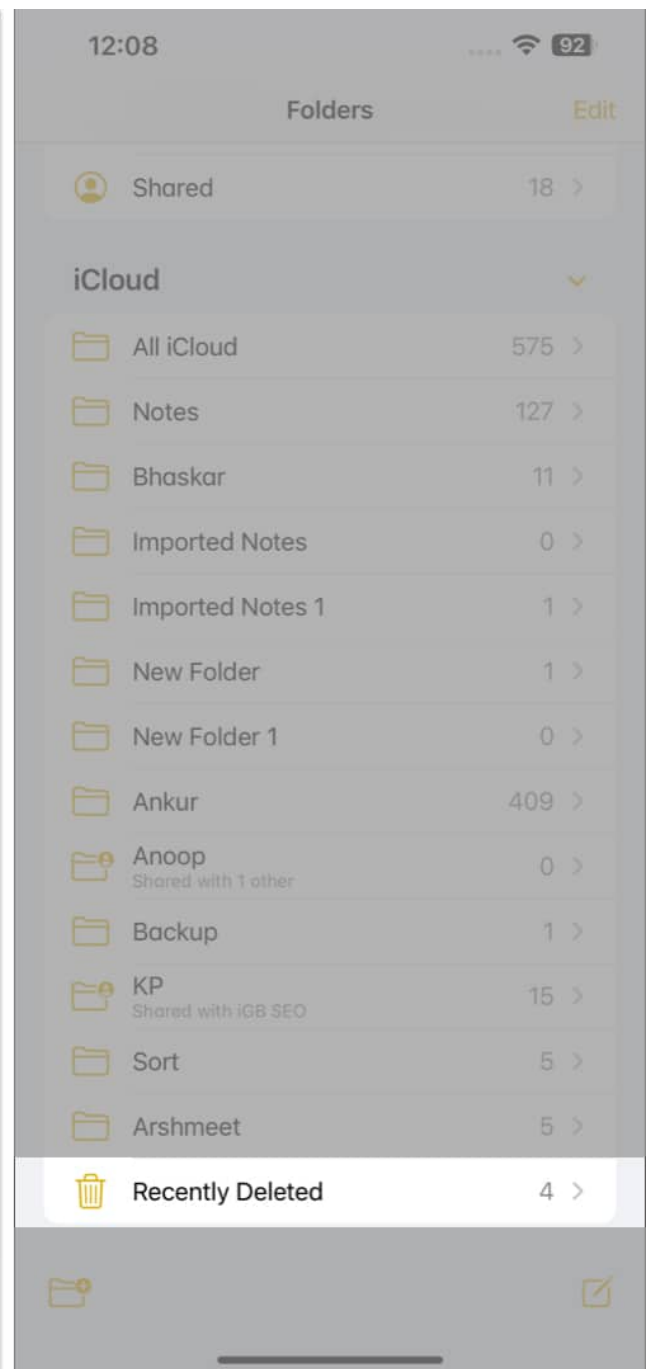 12:08 92
Folders Edit
Shared 18
iCloud
All iCloud 575
Notes 127
Bhaskar 11
Imported Notes 0
Imported Notes 1 1
New Folder 1
New Folder 1 0
Ankur 409
Anoop 0
Shared with 1 other
Backup 1
KP 15
Shared with iGB SEO
Sort 5
Arshmeet 5
Recently Deleted 4